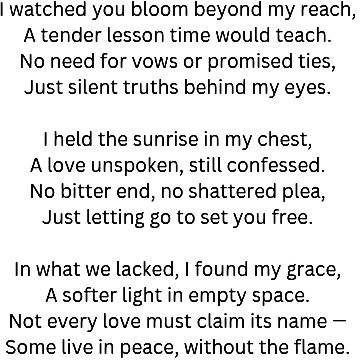 I watched you bloom beyond my reach,
A tender lesson time would teach.
No need for vows or promised ties,
Just silent truths behind my eyes.
I held the sunrise in my chest,
A love unspoken, still confessed.
No bitter end, no shattered plea,
Just letting go to set you free.
In what we lacked, I found my grace,
A softer light in empty space.
Not every love must claim its name —
Some live in peace, without the flame.